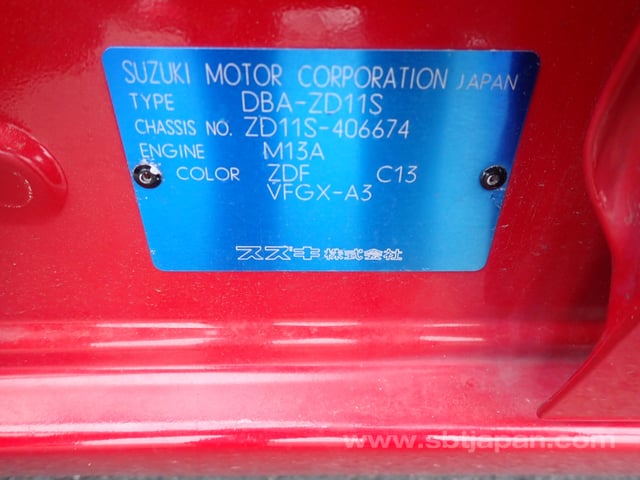 SUZUKI MOTOR CORPORATION JAPAN
TYPE DBA-ZD11S
CHASSIS NO. ZD11S-406674
ENGINE M13A
COLOR ZDF C13
VFGX-A3
スズキ株式会社
www.sbtjapan.com